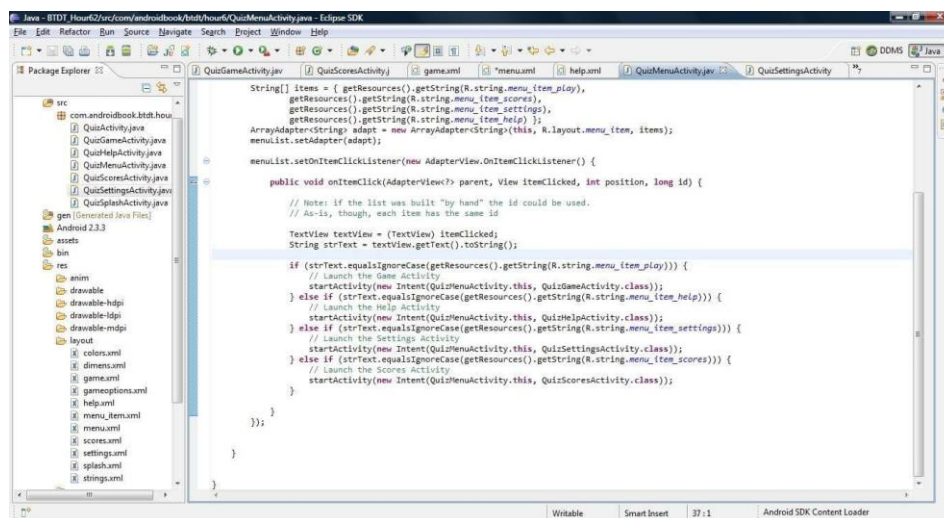 Java - BTDT_Hour62/src/com/androidbook/btdt/hour6/QuizMenuActivity.java - Eclipse SDK
File Edit Refactor Run Source Navigate Search Project Window Help
DDMS Java
Package Explorer
QuizGameActivity.jav QuizScoresActivity.j game.xml *menu.xml help.xml QuizMenuActivity.jav QuizSettingsActivity
src
com.androidbook.btdt.hour
QuizActivity.java
QuizGameActivity.java
QuizHelpActivity.java
QuizMenuActivity.java
QuizScoresActivity.java
QuizSettingsActivity.java
QuizSplashActivity.java
gen [Generated Java Files]
Android 2.3.3
assets
bin
res
anim
drawable
drawable-hdpi
drawable-ldpi
drawable-mdpi
layout
colors.xml
dimens.xml
game.xml
gameoptions.xml
help.xml
menu_item.xml
menu.xml
scores.xml
settings.xml
splash.xml
strings.xml
String[] items = { getResources().getString(R.string.menu_item_play),
getResources().getString(R.string.menu_item_scores),
getResources().getString(R.string.menu_item_settings),
getResources().getString(R.string.menu_item_help) };
ArrayAdapter<String> adapt = new ArrayAdapter<String>(this, R.layout.menu_item, items);
menuList.setAdapter(adapt);
menuList.setOnItemClickListener(new AdapterView.OnItemClickListener() {
public void onItemClick(AdapterView<?> parent, View itemClicked, int position, long id) {
// Note: if the list was built "by hand" the id could be used.
// As-is, though, each item has the same id
TextView textView = (TextView) itemClicked;
String strText = textView.getText().toString();
if (strText.equalsIgnoreCase(getResources().getString(R.string.menu_item_play))) {
// Launch the Game Activity
startActivity(new Intent(QuizMenuActivity.this, QuizGameActivity.class));
} else if (strText.equalsIgnoreCase(getResources().getString(R.string.menu_item_help))) {
// Launch the Help Activity
startActivity(new Intent(QuizMenuActivity.this, QuizHelpActivity.class));
} else if (strText.equalsIgnoreCase(getResources().getString(R.string.menu_item_settings))) {
// Launch the Settings Activity
startActivity(new Intent(QuizMenuActivity.this, QuizSettingsActivity.class));
} else if (strText.equalsIgnoreCase(getResources().getString(R.string.menu_item_scores))) {
// Launch the Scores Activity
startActivity(new Intent(QuizMenuActivity.this, QuizScoresActivity.class));
}
}
});
}
}
Writable Smart Insert 37 : 1 Android SDK Content Loader